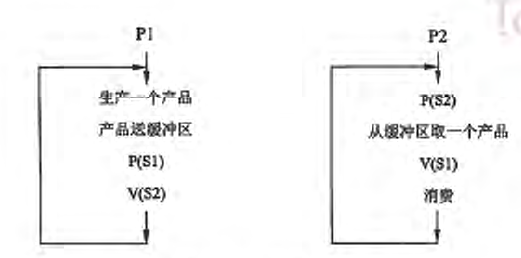 P1
生产一个产品
产品送缓冲区
P(S1)
V(S2)
P2
P(S2)
从缓冲区取一个产品
V(S1)
消费